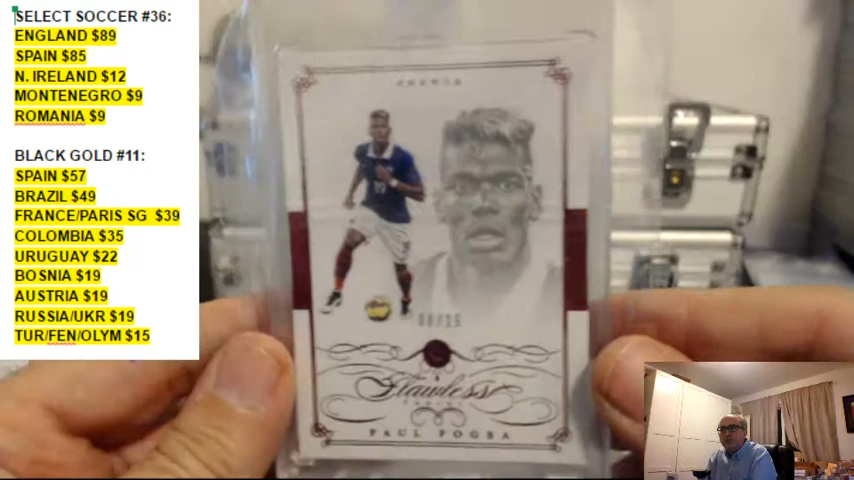 SELECT SOCCER #36:
ENGLAND $89
SPAIN $85
N. IRELAND $12
MONTENEGRO $9
ROMANIA $9
BLACK GOLD #11:
SPAIN $57
BRAZIL $49
FRANCE/PARIS SG $39
COLOMBIA $35
URUGUAY $22
BOSNIA $19
AUSTRIA $19
RUSSIA/UKR $19
TUR/FEN/OLYM $15
FRANCE
Flawless
PAUL POGBA